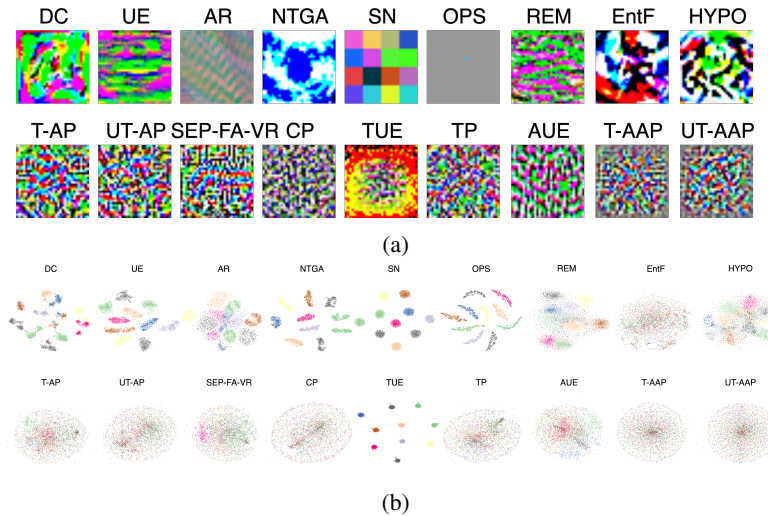 DC UE AR NTGA SN OPS REM EntF HYPO
T-AP UT-AP SEP-FA-VR CP TUE TP AUE T-AAP UT-AAP
(a)
DC UE AR NTGA SN OPS REM EntF HYPO
T-AP UT-AP SEP-FA-VR CP TUE TP AUE T-AAP UT-AAP
(b)